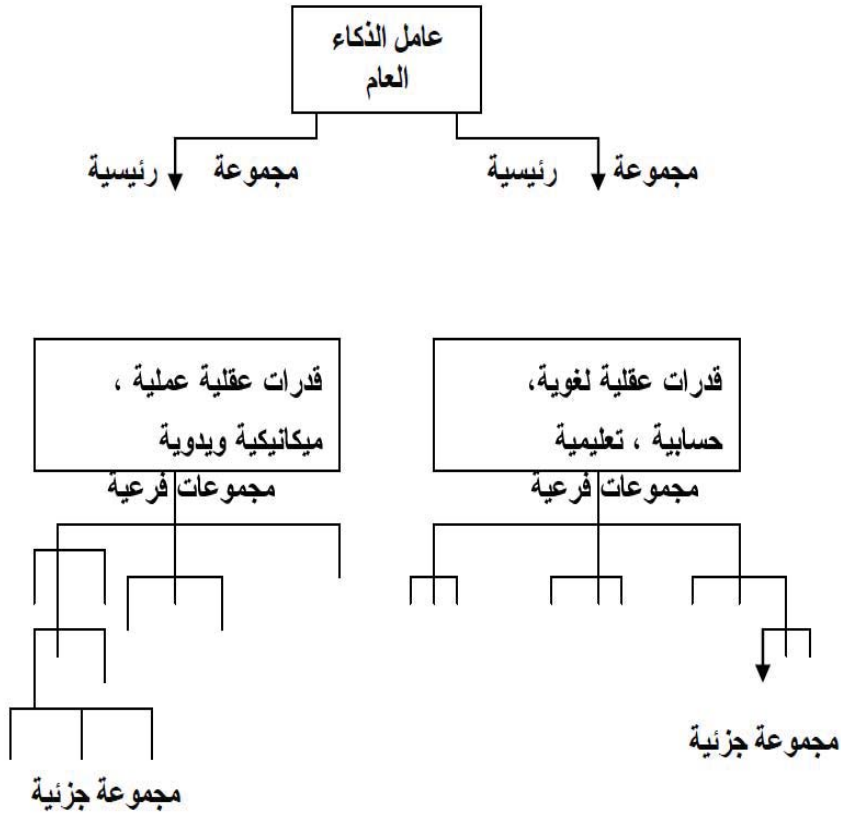 عامل الذكاء
العام
مجموعة رئيسية
مجموعة رئيسية
قدرات عقلية لغوية،
حسابية ، تعليمية
قدرات عقلية عملية ،
ميكانيكية ويدوية
مجموعات فرعية
مجموعات فرعية
مجموعة جزئية
مجموعة جزئية